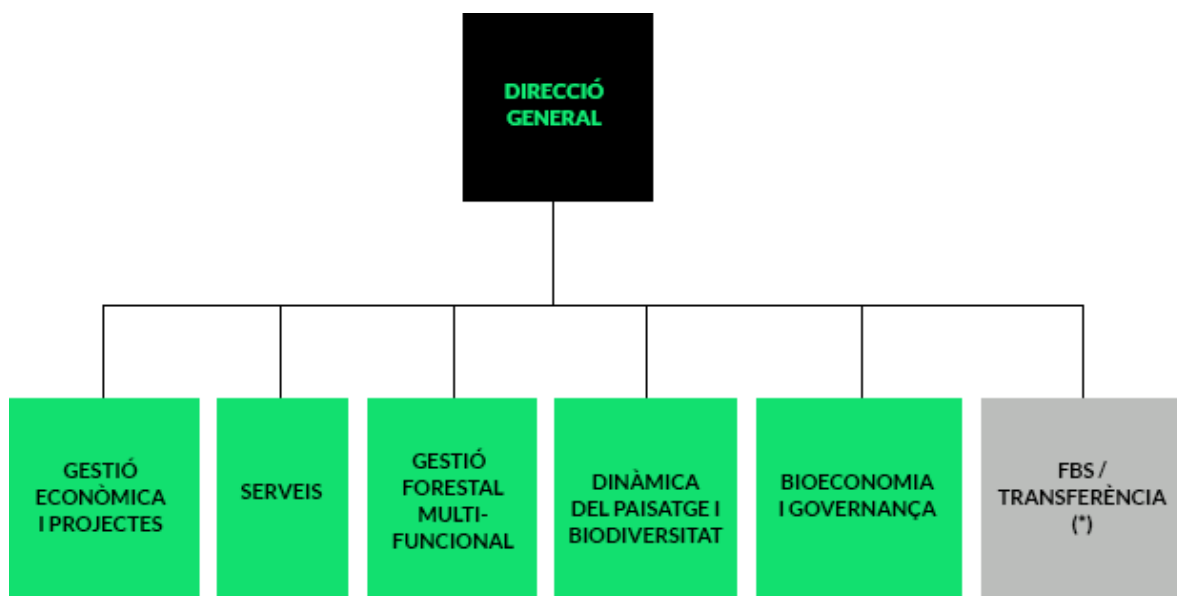 DIRECCIÓ
GENERAL
GESTIÓ
ECONÒMICA
I PROJECTES
SERVEIS
GESTIÓ
FORESTAL
MULTI-
FUNCIONAL
DINÀMICA
DEL PAISATGE I
BIODIVERSITAT
BIOECONOMIA
I GOVERNANÇA
FBS /
TRANSFERÈNCIA
(*)